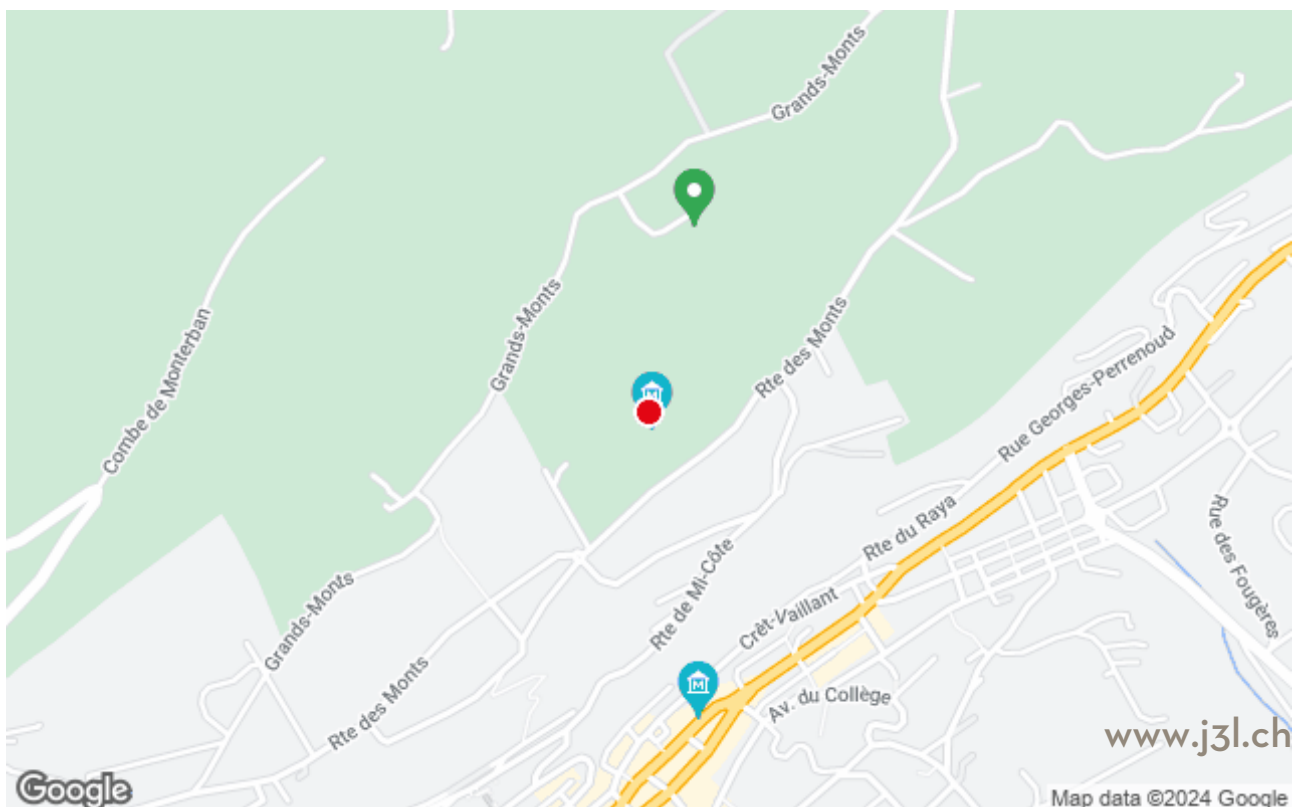 Grands-Monts
Grands-Monts
Rte des Monts
Combe de Monterban
Rue Georges-Perrenoud
Rte du Raya
Rue des Fougères
Rte de Mi-Côte
Crêt-Vaillant
Grands-Monts
Rte des Monts
Av. du Collège
M
M
www.j3l.ch
Google
Map data ©2024 Google